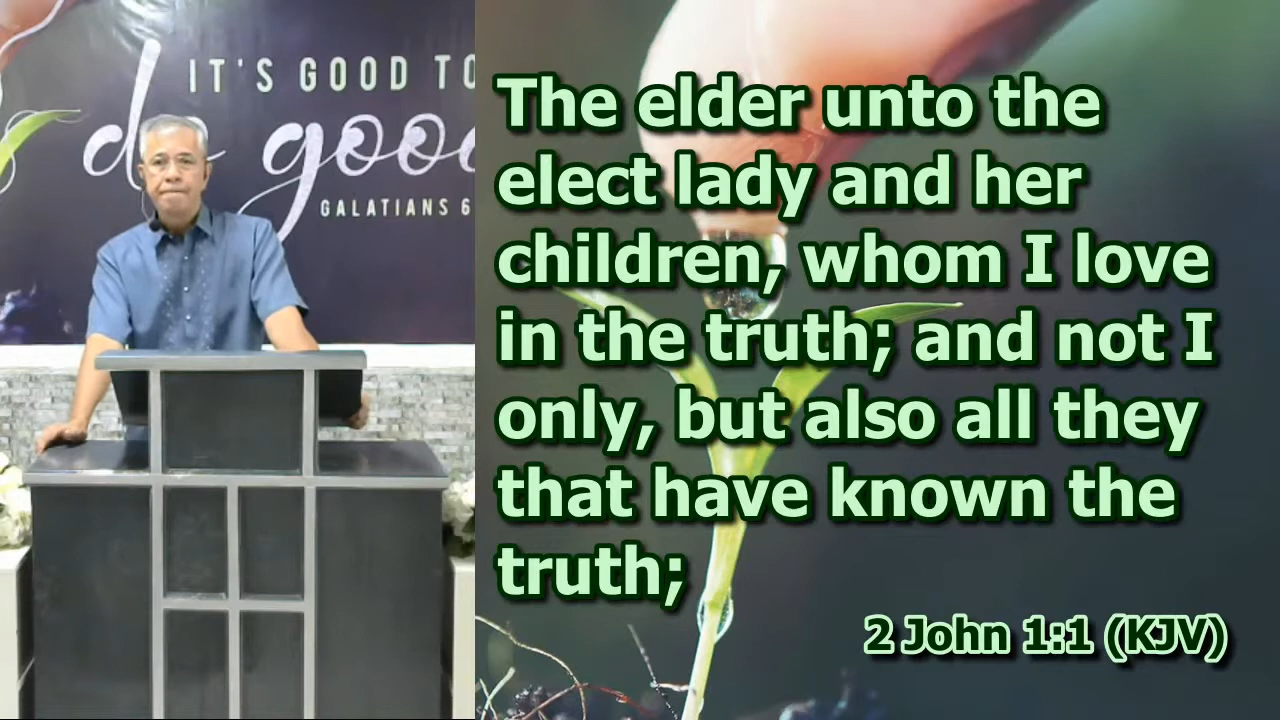 IT'S GOOD TO
do good
GALATIANS 6
The elder unto the
elect lady and her
children, whom I love
in the truth; and not I
only, but also all they
that have known the
truth;
2 John 1:1 (KJV)